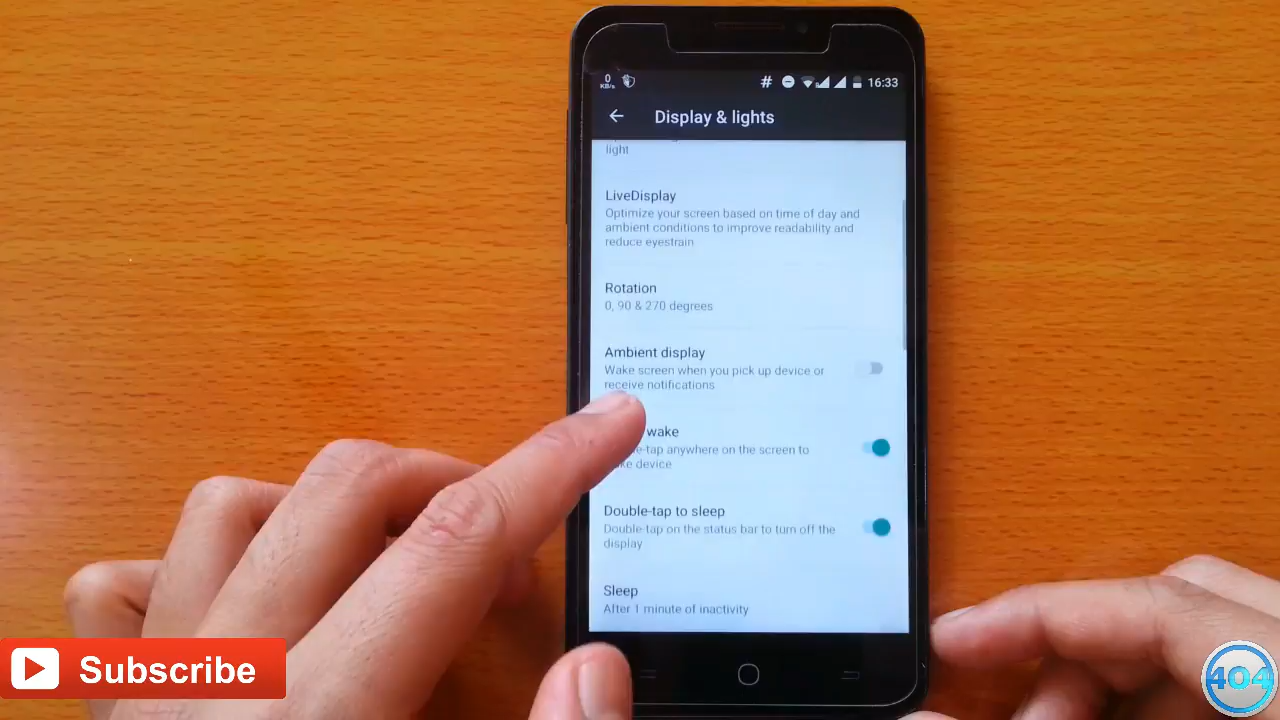 0
KB/s
16:33
Display & lights
light
LiveDisplay
Optimize your screen based on time of day and
ambient conditions to improve readability and
reduce eyestrain
Rotation
0, 90 & 270 degrees
Ambient display
Wake screen when you pick up device or
receive notifications
wake
-tap anywhere on the screen to
device
Double-tap to sleep
Double-tap on the status bar to turn off the
display
Sleep
After 1 minute of inactivity
Subscribe
404